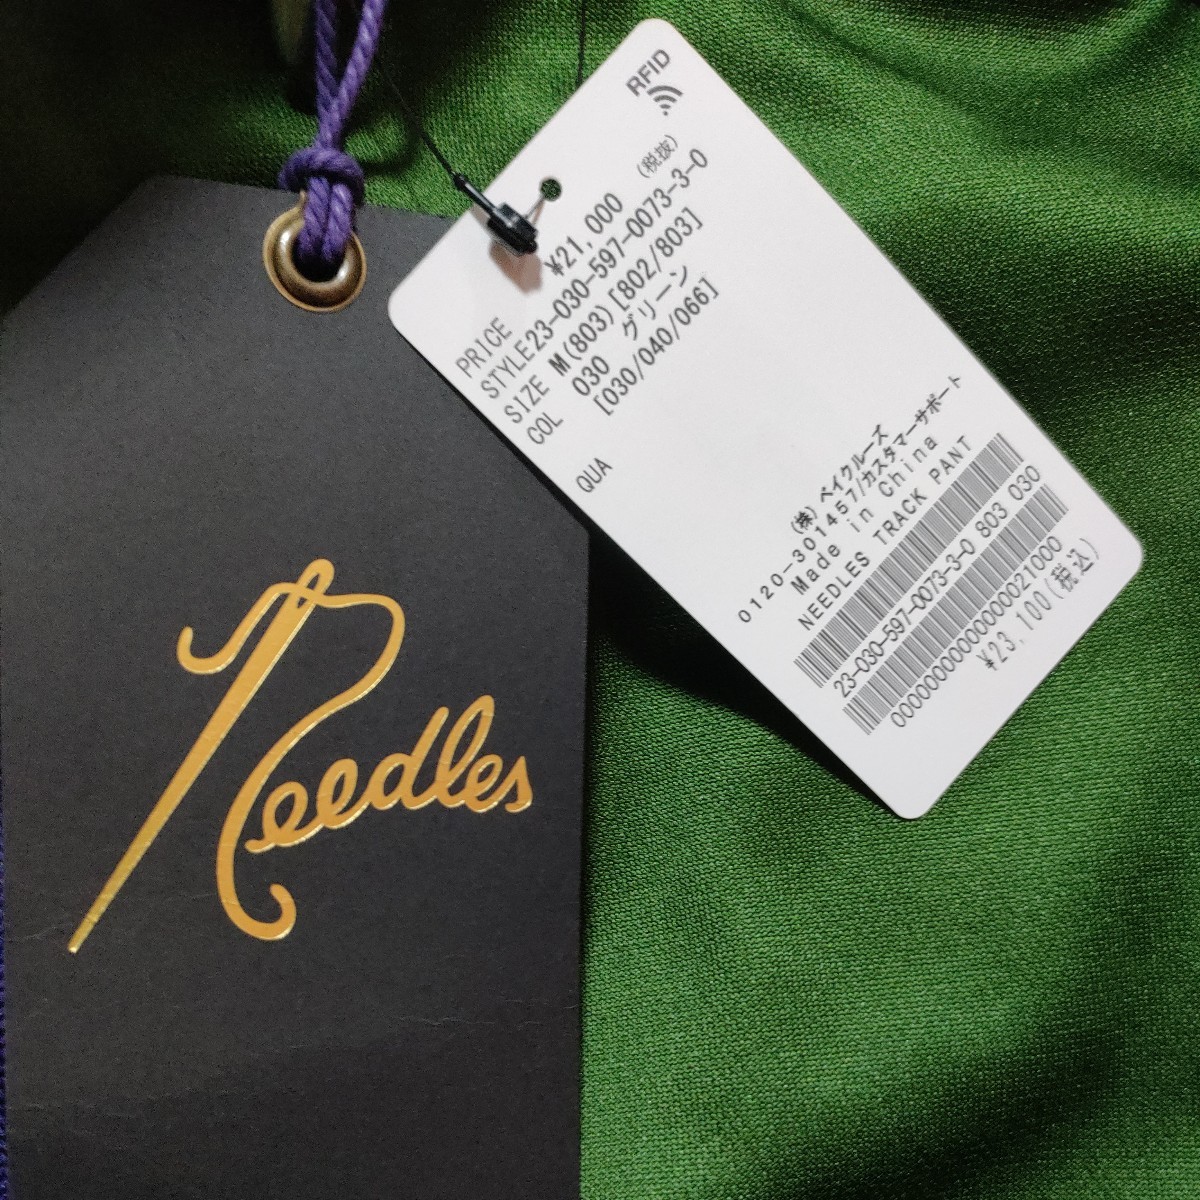 Needles
RFID
PRICE ¥21,000 (税抜)
STYLE23-030-597-0073-3-0
SIZE M(803)[802/803]
COL 030 グリーン
[030/040/066]
QUA
(株) ベイクルーズ
0120-301457/カスタマーサポート
Made in China
NEEDLES TRACK PANT
23-030-597-0073-3-0 803 030
00000000000000021000
¥23,100(税込)